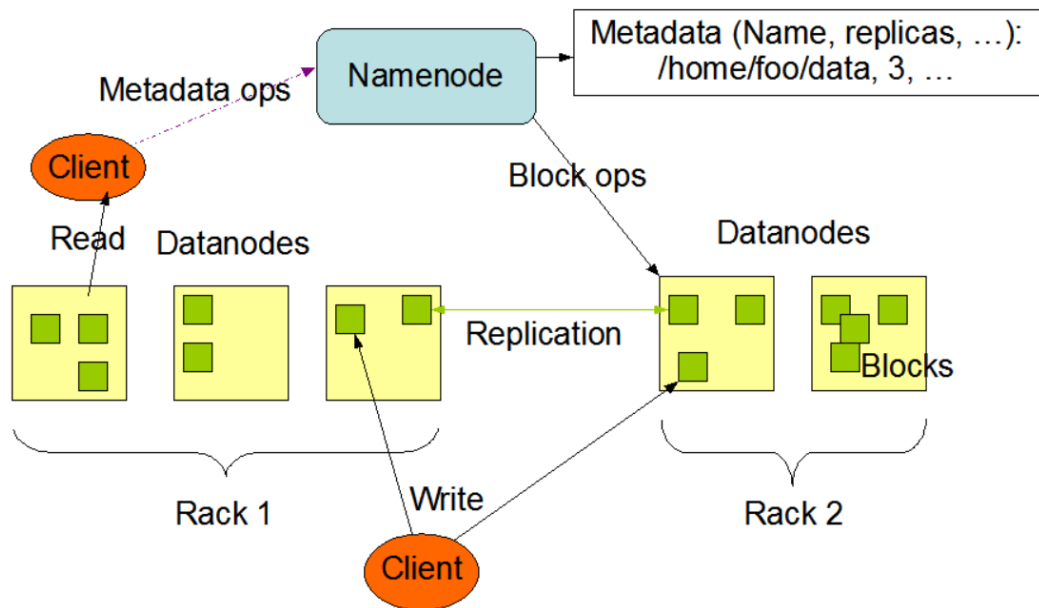 Metadata (Name, replicas, …):
/home/foo/data, 3, …
Namenode
Metadata ops
Client
Block ops
Read
Datanodes
Datanodes
Replication
Blocks
Rack 1
Write
Rack 2
Client